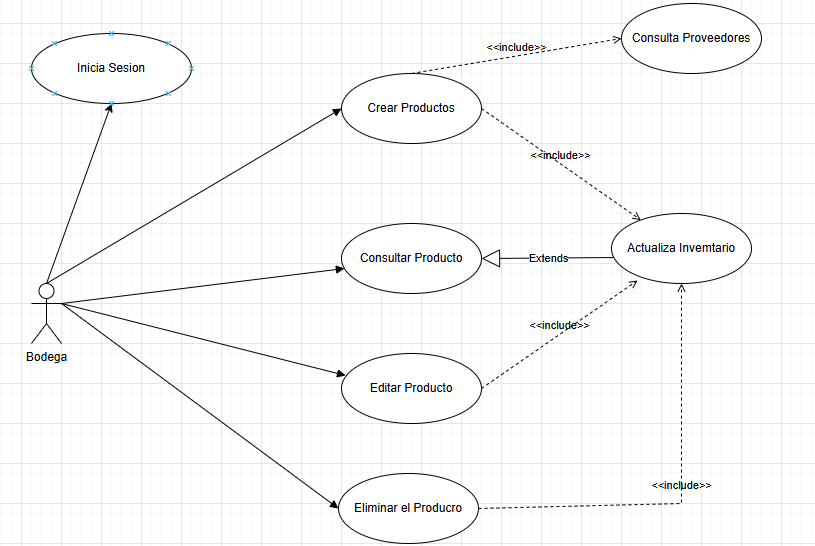 Inicia Sesion
<<include>>
Consulta Proveedores
Crear Productos
<<include>>
Consultar Producto
Extends
Actualiza Invemtario
<<include>>
Bodega
Editar Producto
<<include>>
Eliminar el Producro